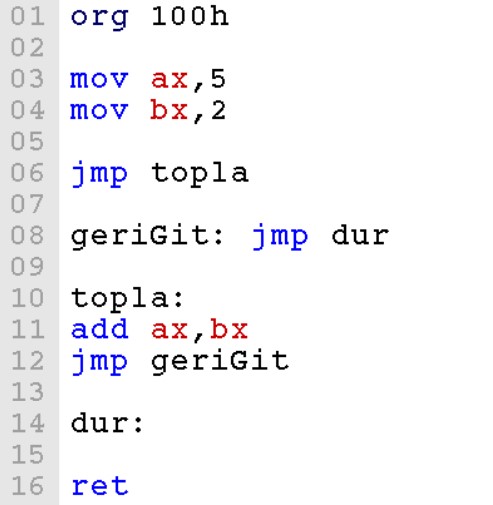 01 org 100h
02
03 mov ax,5
04 mov bx,2
05
06 jmp topla
07
08 geriGit: jmp dur
09
10 topla:
11 add ax,bx
12 jmp geriGit
13
14 dur:
15
16 ret